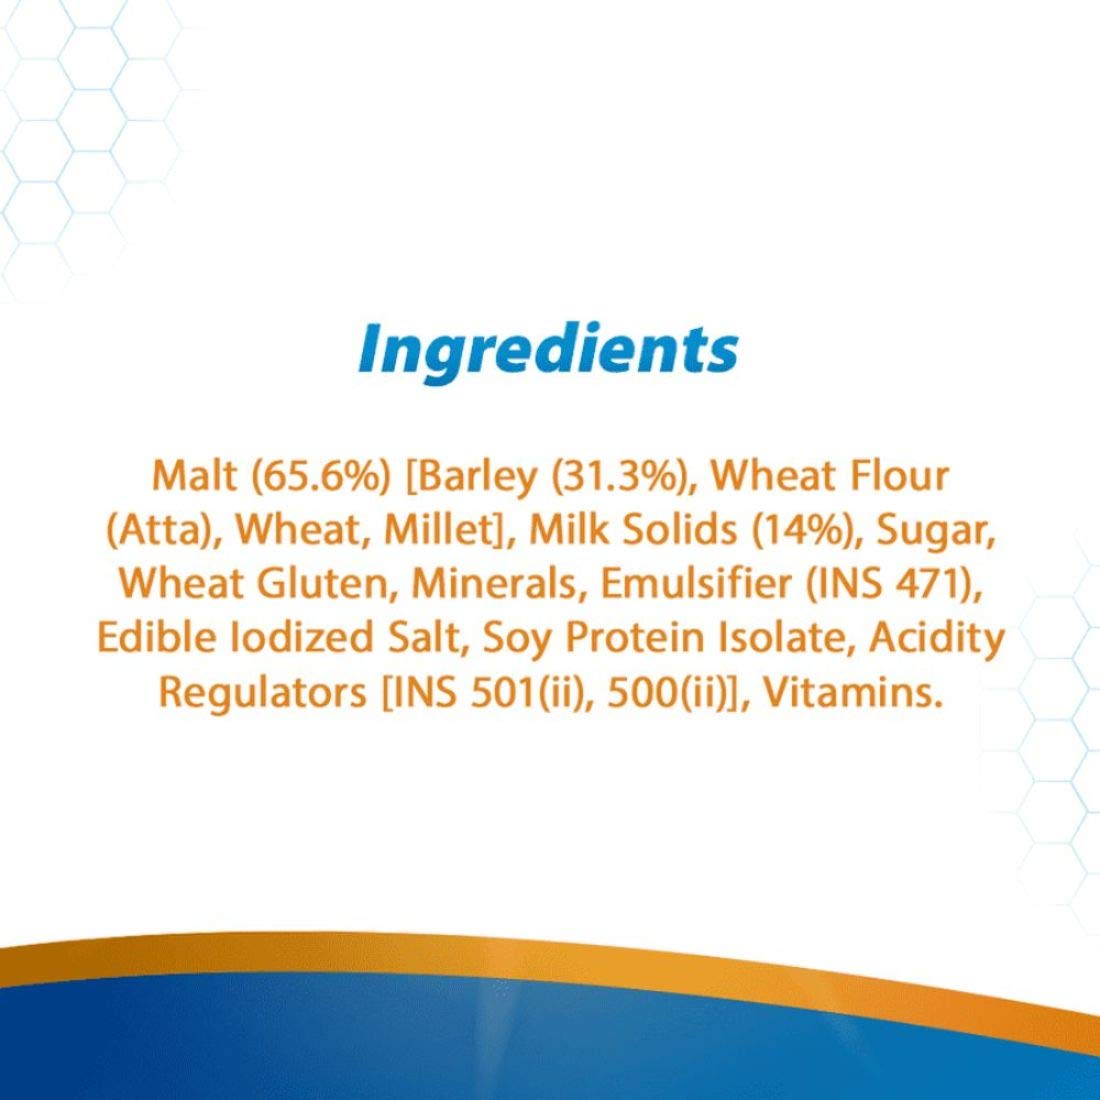 Ingredients
Malt (65.6%) [Barley (31.3%), Wheat Flour
(Atta), Wheat, Millet], Milk Solids (14%), Sugar,
Wheat Gluten, Minerals, Emulsifier (INS 471),
Edible Iodized Salt, Soy Protein Isolate, Acidity
Regulators [INS 501(ii), 500(ii)], Vitamins.